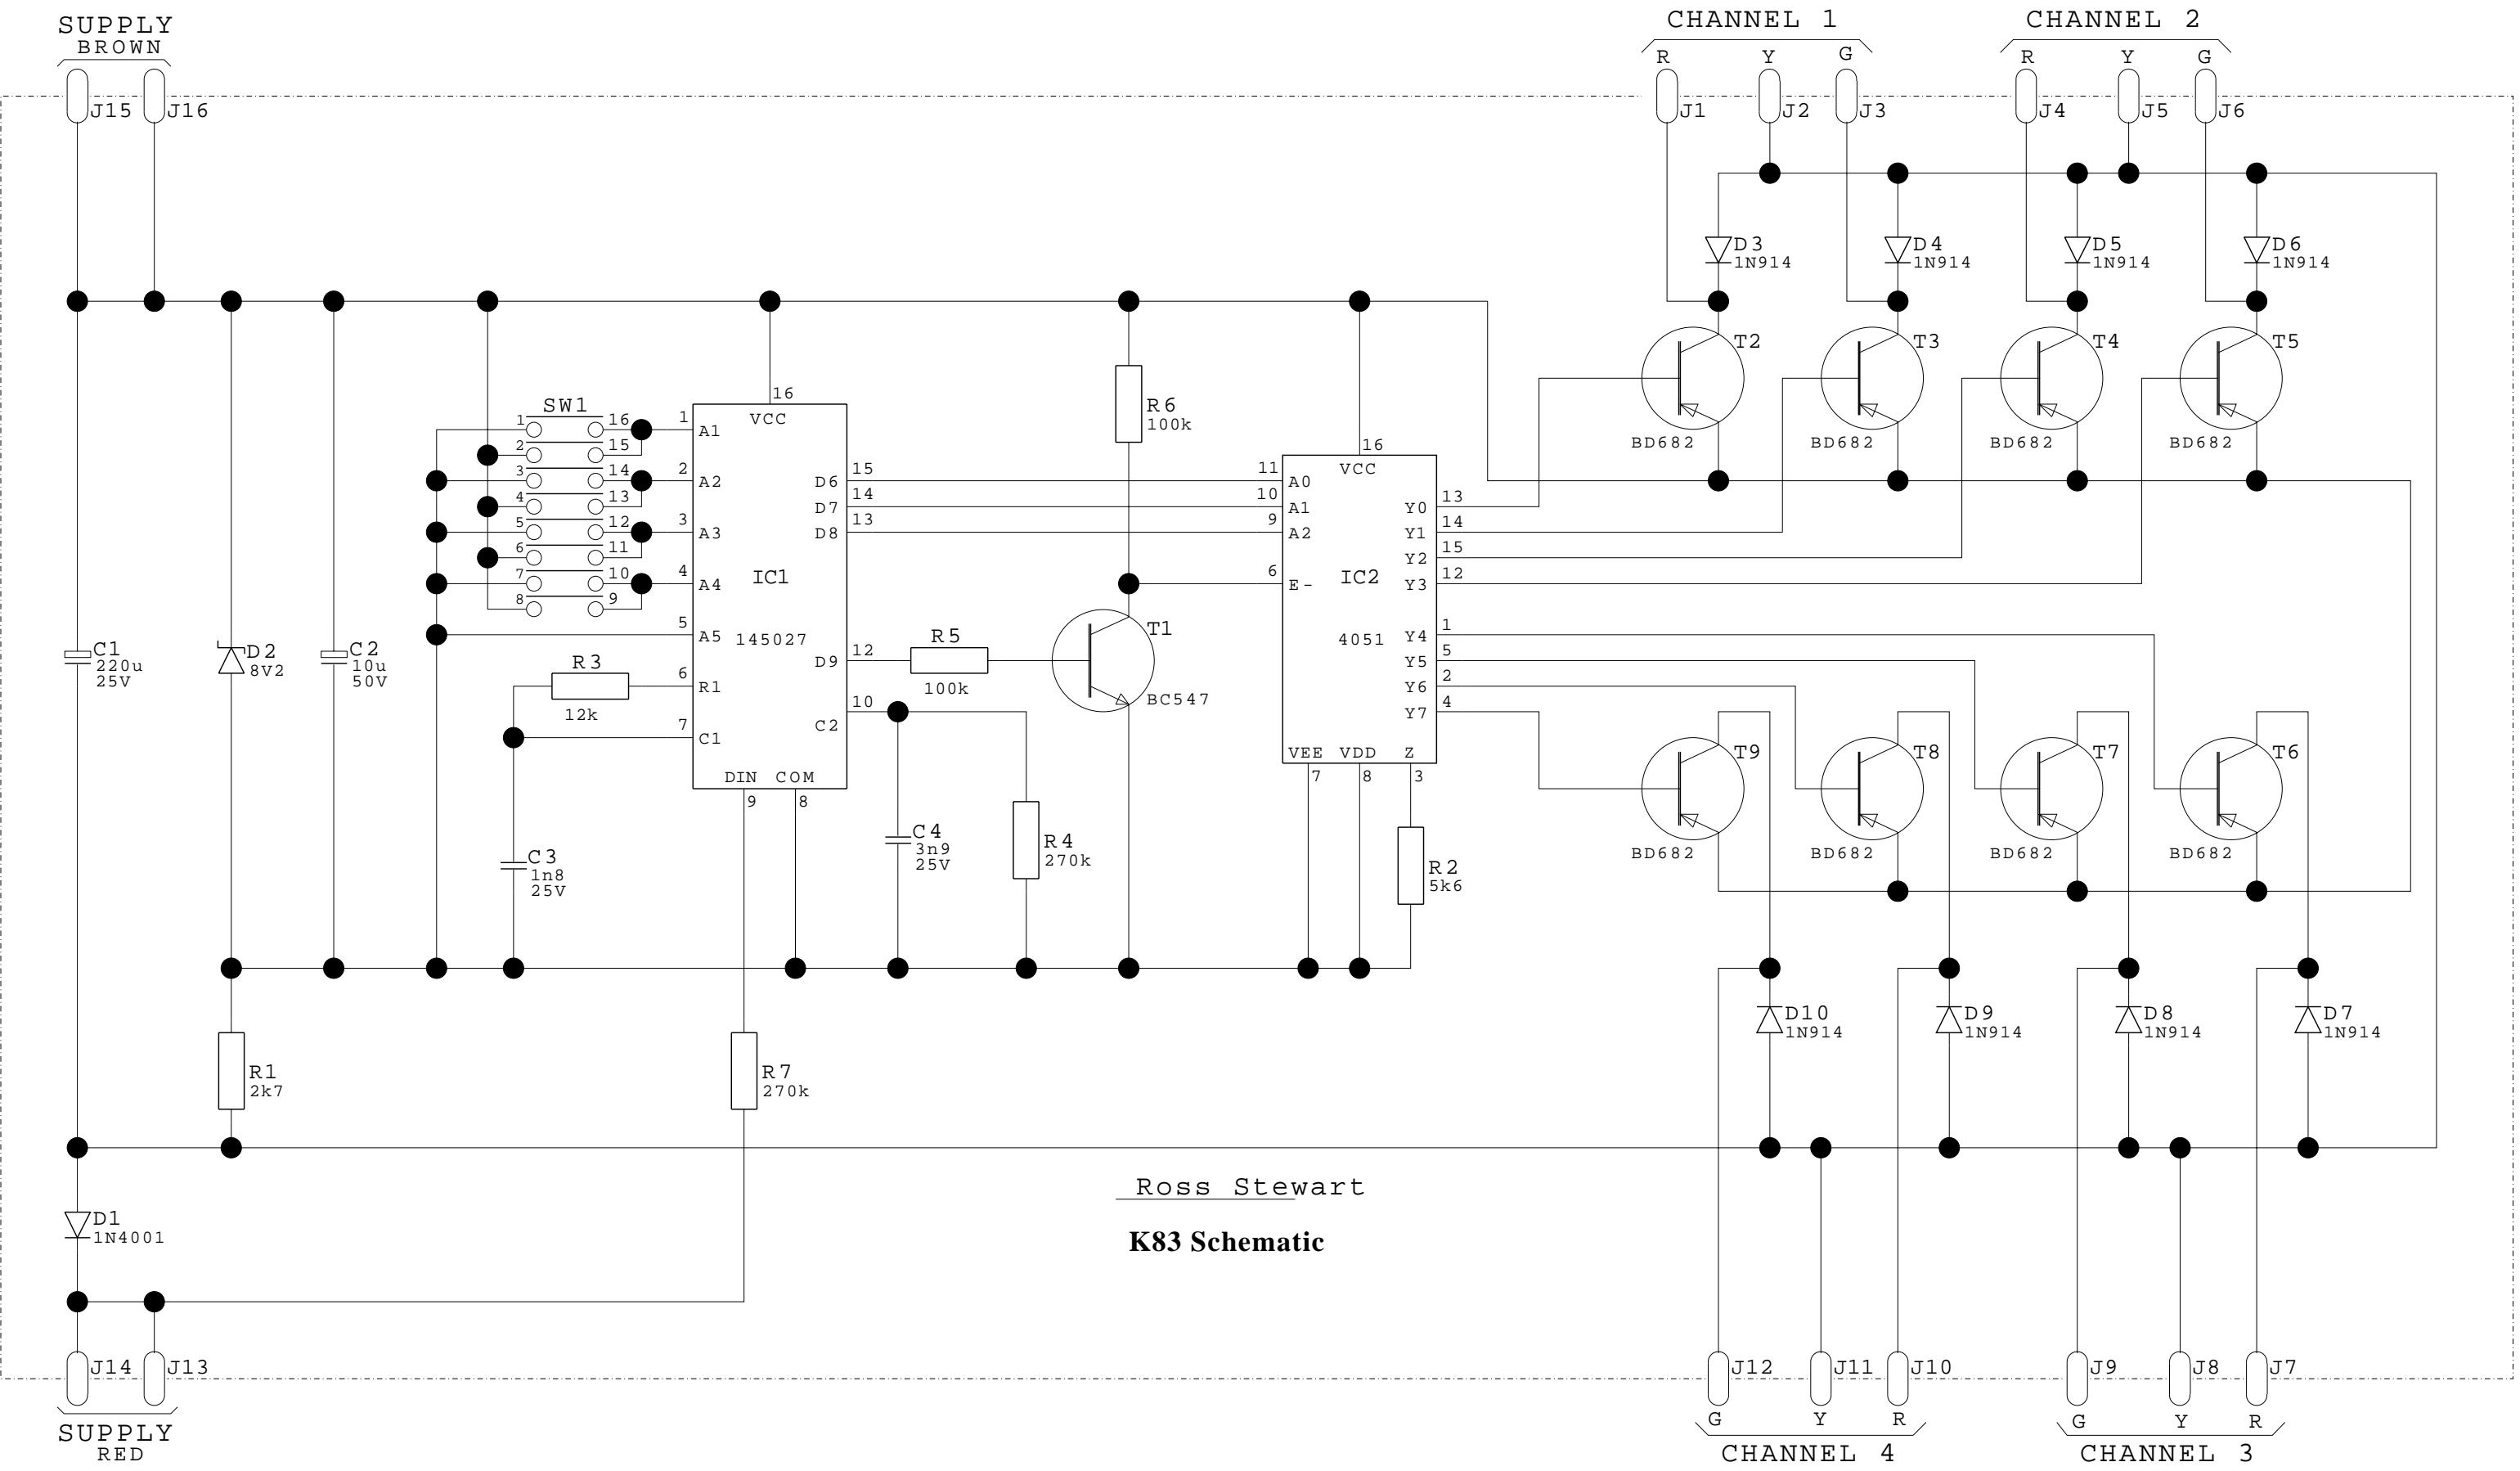 SUPPLY
BROWN
J15
J16
CHANNEL 1
R Y G
J1
J2
J3
CHANNEL 2
R Y G
J4
J5
J6
D3
1N914
D4
1N914
D5
1N914
D6
1N914
T2
BD682
T3
BD682
T4
BD682
T5
BD682
SW1
1 16
2 15
3 14
4 13
5 12
6 11
7 10
8 9
16
VCC
1 A1
2 A2
3 A3
4 A4
5 A5
6 R1
7 C1
D6 15
D7 14
D8 13
D9 12
C2 10
IC1
145027
DIN COM
9 8
R6
100k
16
VCC
11 A0
10 A1
9 A2
6 E-
IC2
4051
Y0 13
Y1 14
Y2 15
Y3 12
Y4 1
Y5 5
Y6 2
Y7 4
VEE VDD Z
7 8 3
C1
220u
25V
D2
8V2
C2
10u
50V
R3
12k
R5
100k
T1
BC547
C3
1n8
25V
C4
3n9
25V
R4
270k
R2
5k6
T9
BD682
T8
BD682
T7
BD682
T6
BD682
R1
2k7
R7
270k
D10
1N914
D9
1N914
D8
1N914
D7
1N914
Ross Stewart
K83 Schematic
D1
1N4001
J14
J13
SUPPLY
RED
J12
J11
J10
G Y R
CHANNEL 4
J9
J8
J7
G Y R
CHANNEL 3